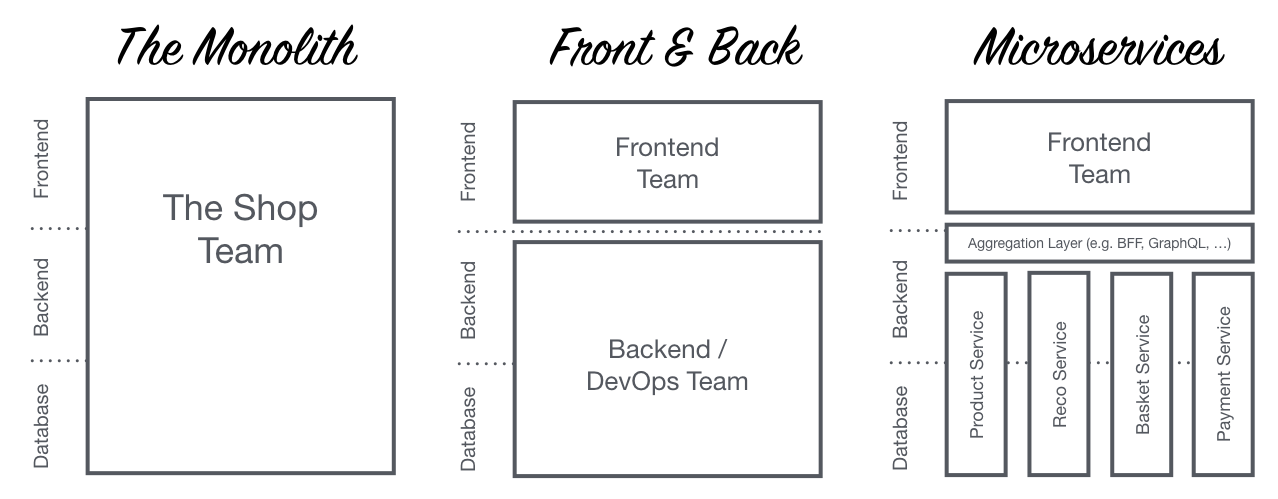 The Monolith
Frontend
Backend
Database
The Shop
Team
Front & Back
Frontend
Backend
Database
Frontend
Team
Backend /
DevOps Team
Microservices
Frontend
Backend
Database
Frontend
Team
Aggregation Layer (e.g. BFF, GraphQL, ...)
Product Service
Reco Service
Basket Service
Payment Service